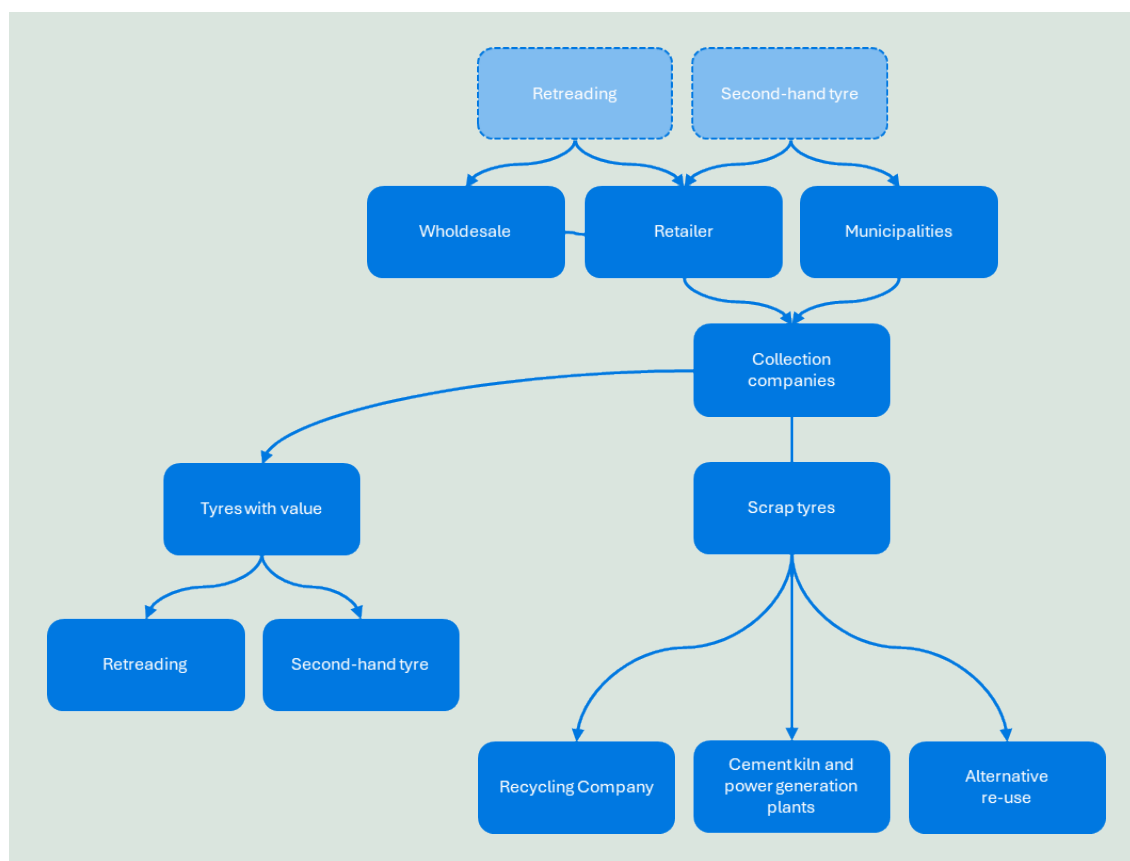 Retreading
Second-hand tyre
Wholdesale
Retailer
Municipalities
Collection
companies
Tyres with value
Scrap tyres
Retreading
Second-hand tyre
Recycling Company
Cement kiln and
power generation
plants
Alternative
re-use